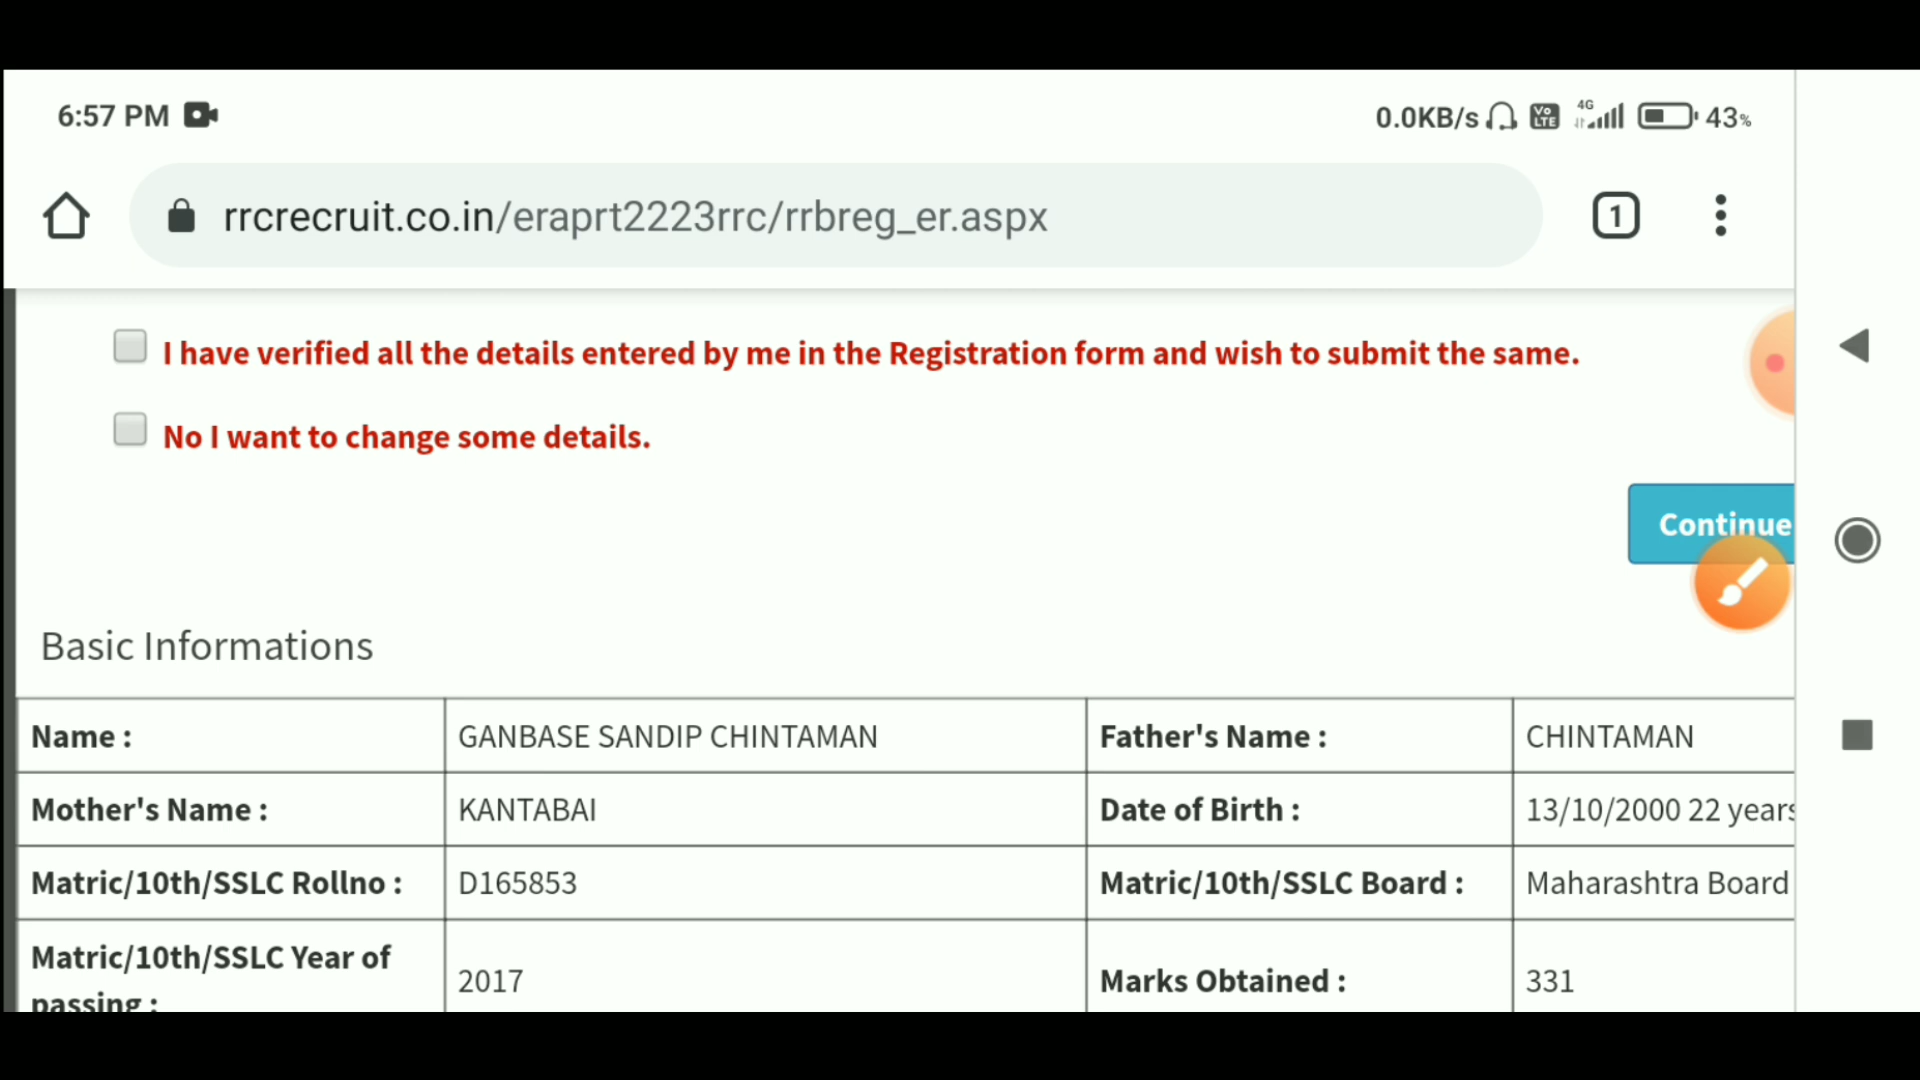 6:57 PM 0.0KB/s Vo LTE 4G 43%
rrcrecruit.co.in/eraprt2223rrc/rrbreg_er.aspx 1
I have verified all the details entered by me in the Registration form and wish to submit the same.
No I want to change some details.
Continue
Basic Informations
Name : GANBASE SANDIP CHINTAMAN Father's Name : CHINTAMAN
Mother's Name : KANTABAI Date of Birth : 13/10/2000 22 years
Matric/10th/SSLC Rollno : D165853 Matric/10th/SSLC Board : Maharashtra Board
Matric/10th/SSLC Year of
passing : 2017 Marks Obtained : 331